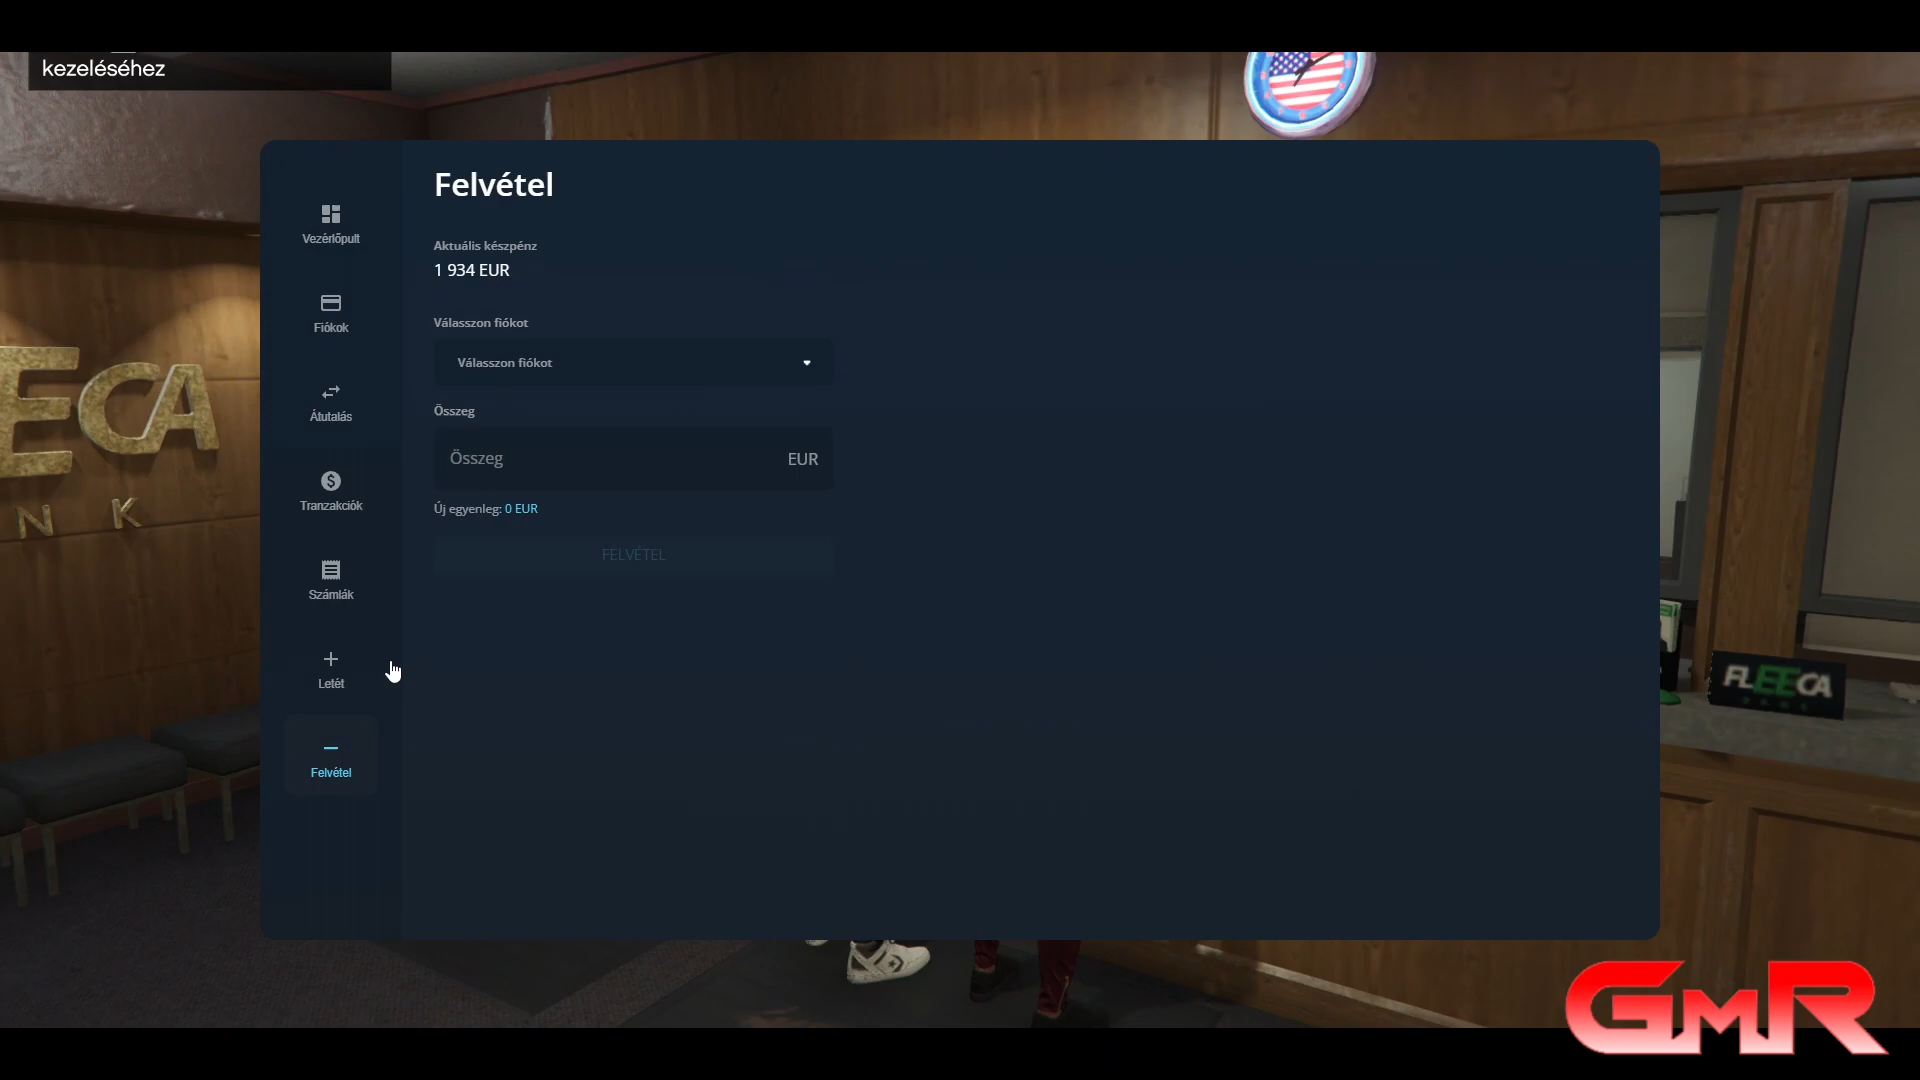 kezeléséhez
Felvétel
Vezérlőpult
Aktuális készpénz
1 934 EUR
Fiókok
Válasszon fiókot
Válasszon fiókot
Átutalás
Összeg
Összeg EUR
Tranzakciók
Új egyenleg: 0 EUR
FELVÉTEL
Számlák
Letét
Felvétel
ECA
NK
FLEECA
GMR